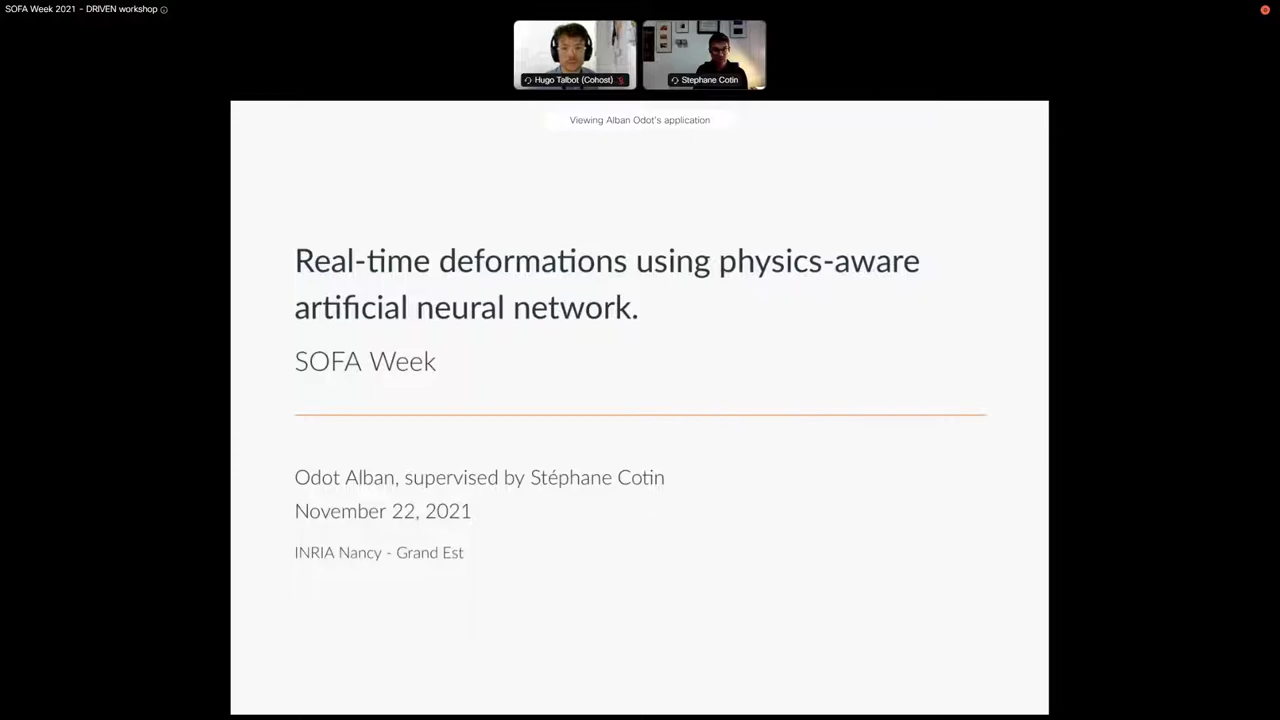 SOFA Week 2021 - DRIVEN workshop
Hugo Talbot (Cohost)
Stephane Cotin
Viewing Alban Odot's application
Real-time deformations using physics-aware
artificial neural network.
SOFA Week
Odot Alban, supervised by Stéphane Cotin
November 22, 2021
INRIA Nancy - Grand Est